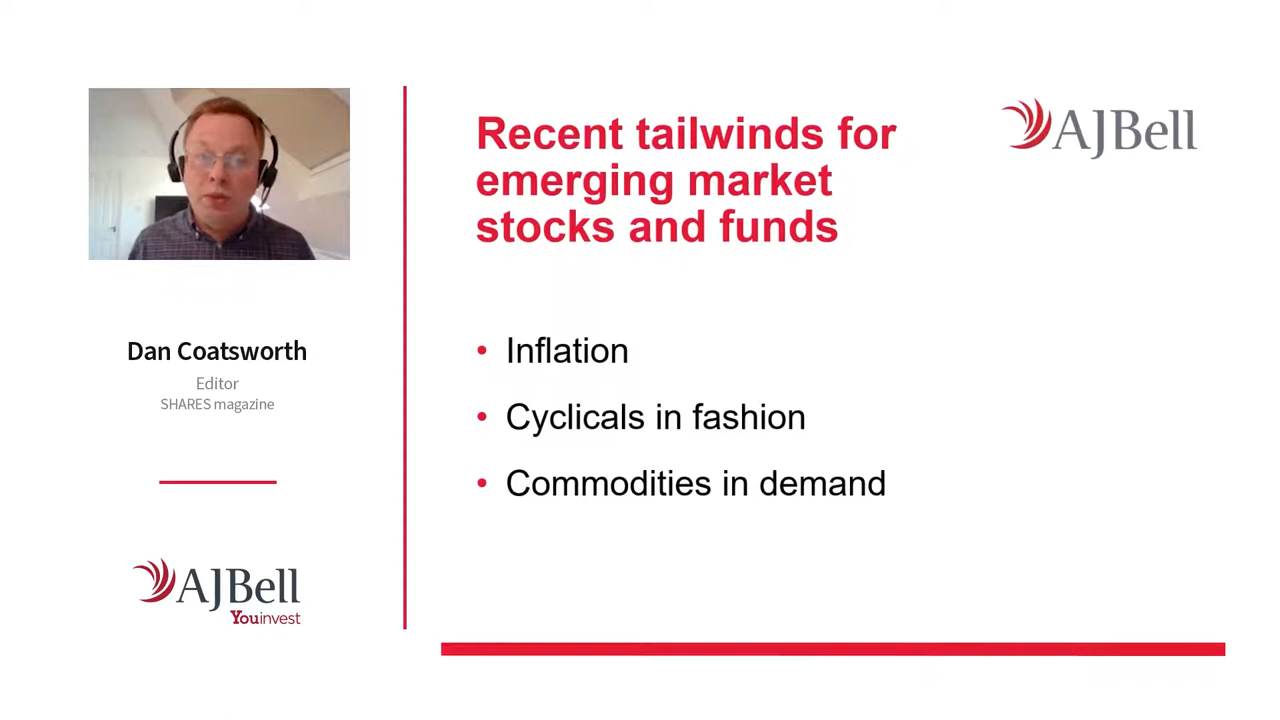 Dan Coatsworth
Editor
SHARES magazine
AJBell
Youinvest
Recent tailwinds for
emerging market
stocks and funds
AJBell
• Inflation
• Cyclicals in fashion
• Commodities in demand